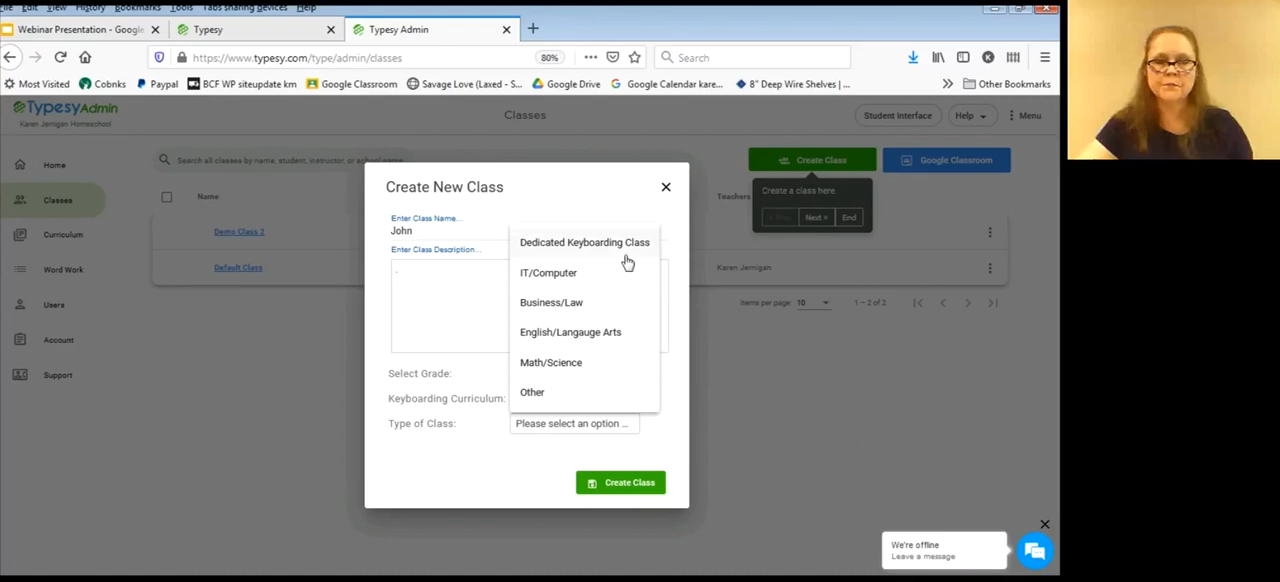 File Edit View History Bookmarks Tools Tabs sharing devices Help
Webinar Presentation - Google
Typesy
Typesy Admin
https://www.typesy.com/type/admin/classes
80%
Search
Most Visited
Cobnks
Paypal
BCF WP siteupdate km
Google Classroom
Savage Love (Laxed - S...
Google Drive
Google Calendar kare...
8" Deep Wire Shelves | ...
Other Bookmarks
TypesyAdmin
Karen Jernigan Homeschool
Classes
Student Interface
Help
Menu
Home
Classes
Curriculum
Word Work
Users
Account
Support
Search all classes by name, student, instructor, or school name
Create Class
Google Classroom
Name
Teachers
Create a class here.
Next »
End
Demo Class 2
Default Class
Karen Jernigan
Items per page: 10
1 – 2 of 2
Create New Class
Enter Class Name...
John
Enter Class Description...
.
Select Grade:
Keyboarding Curriculum:
Type of Class:
Dedicated Keyboarding Class
IT/Computer
Business/Law
English/Langauge Arts
Math/Science
Other
Please select an option ...
Create Class
We're offline
Leave a message